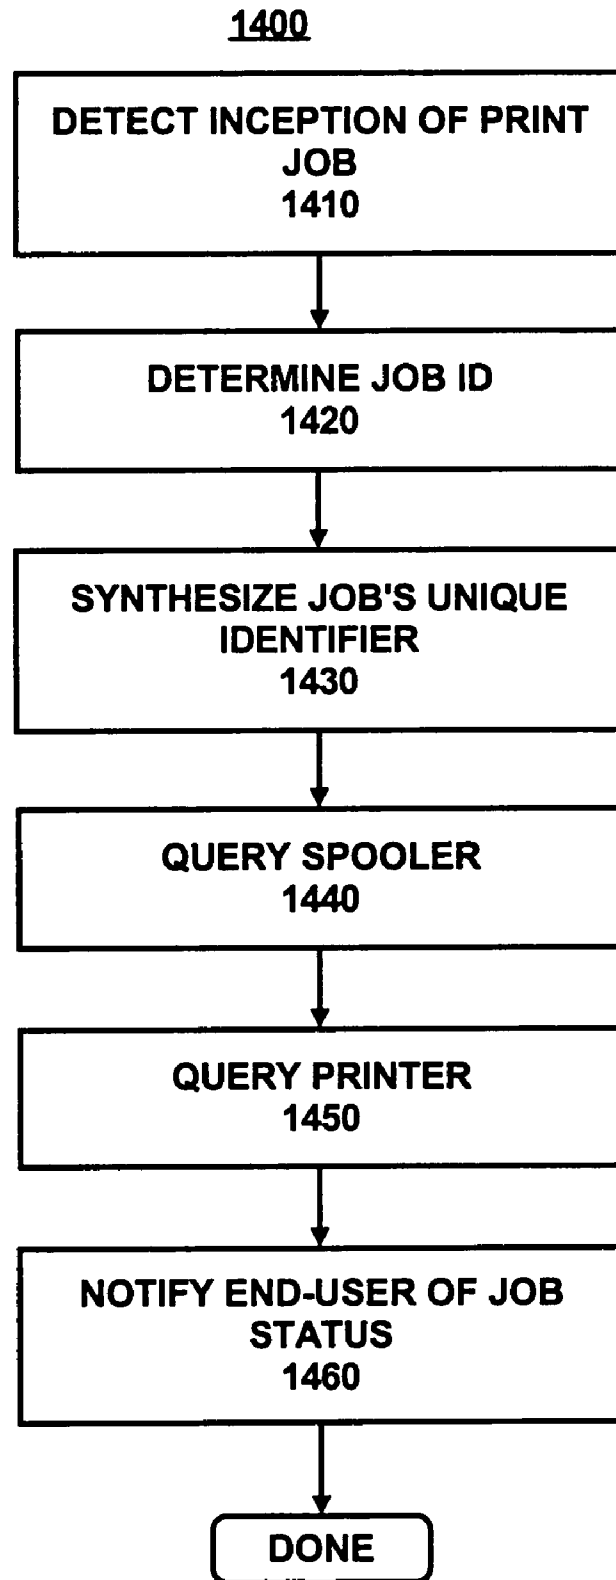 1400
DETECT INCEPTION OF PRINT
JOB
1410
DETERMINE JOB ID
1420
SYNTHESIZE JOB'S UNIQUE
IDENTIFIER
1430
QUERY SPOOLER
1440
QUERY PRINTER
1450
NOTIFY END-USER OF JOB
STATUS
1460
DONE